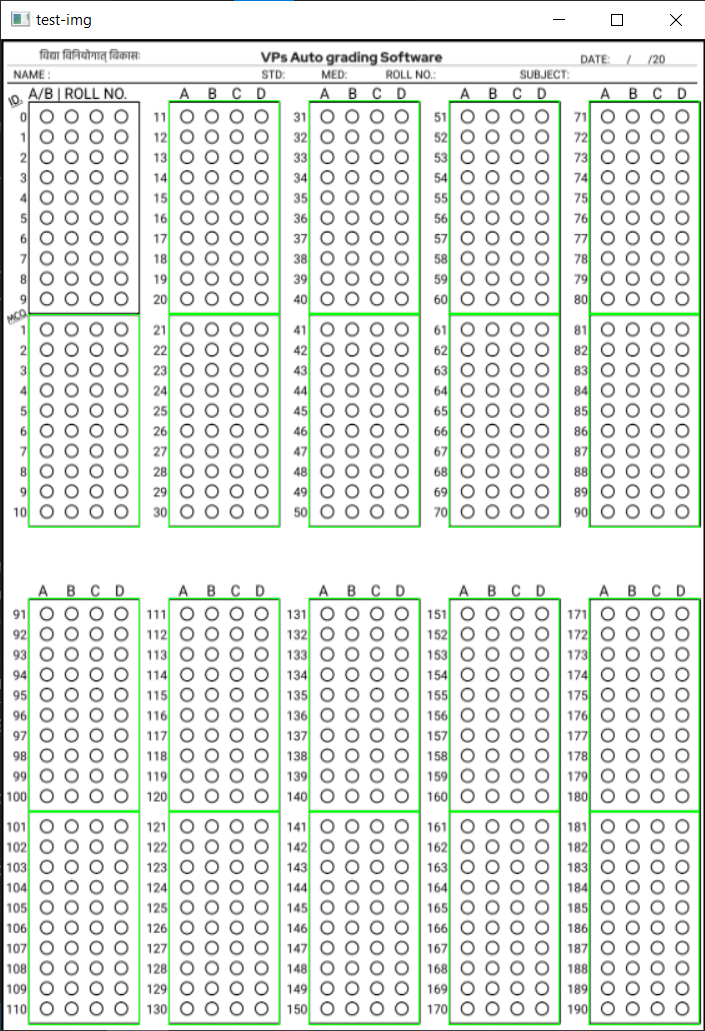 test-img
विद्या विनियोगात् विकासः
VPs Auto grading Software
DATE: / /20
NAME : STD: MED: ROLL NO.: SUBJECT:
ID. A/B | ROLL NO. A B C D A B C D A B C D A B C D
0 11 31 51 71
1 12 32 52 72
2 13 33 53 73
3 14 34 54 74
4 15 35 55 75
5 16 36 56 76
6 17 37 57 77
7 18 38 58 78
8 19 39 59 79
9 20 40 60 80
MCQ
1 21 41 61 81
2 22 42 62 82
3 23 43 63 83
4 24 44 64 84
5 25 45 65 85
6 26 46 66 86
7 27 47 67 87
8 28 48 68 88
9 29 49 69 89
10 30 50 70 90
A B C D A B C D A B C D A B C D A B C D
91 111 131 151 171
92 112 132 152 172
93 113 133 153 173
94 114 134 154 174
95 115 135 155 175
96 116 136 156 176
97 117 137 157 177
98 118 138 158 178
99 119 139 159 179
100 120 140 160 180
101 121 141 161 181
102 122 142 162 182
103 123 143 163 183
104 124 144 164 184
105 125 145 165 185
106 126 146 166 186
107 127 147 167 187
108 128 148 168 188
109 129 149 169 189
110 130 150 170 190